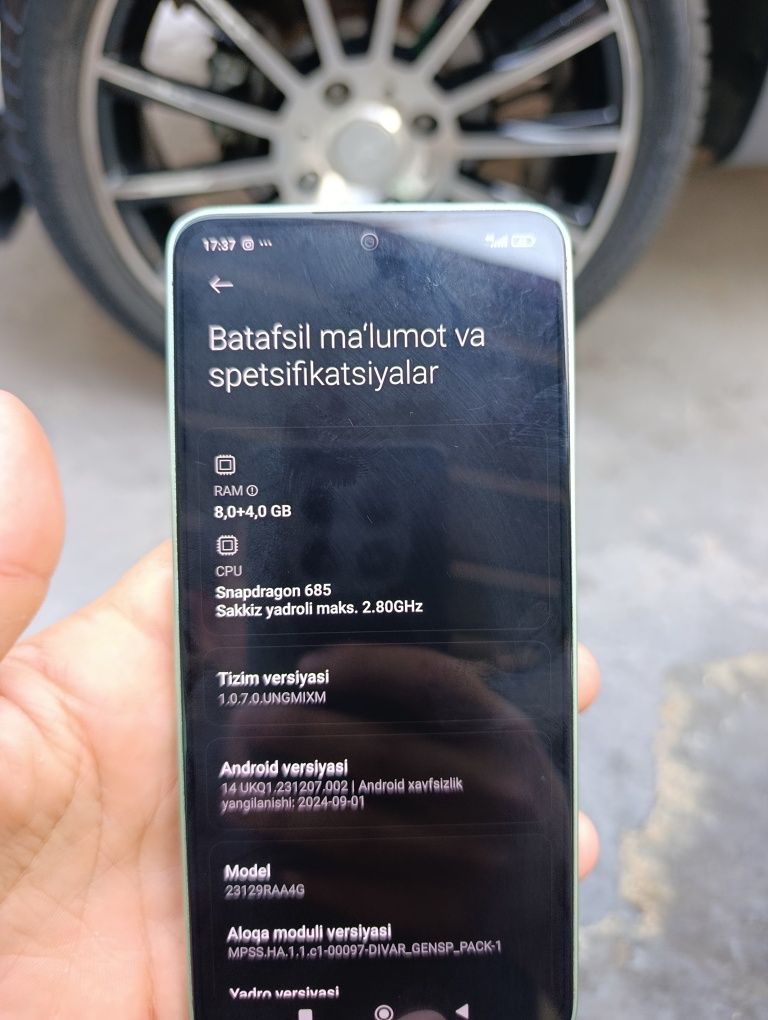 17:37
4G
Batafsil maʻlumot va
spetsifikatsiyalar
RAM
8,0+4,0 GB
CPU
Snapdragon 685
Sakkiz yadroli maks. 2.80GHz
Tizim versiyasi
1.0.7.0.UNGMIXM
Android versiyasi
14 UKQ1.231207.002 | Android xavfsizlik
yangilanishi: 2024-09-01
Model
23129RAA4G
Aloqa moduli versiyasi
MPSS.HA.1.1.c1-00097-DIVAR_GENSP_PACK-1
Yadro versiyasi